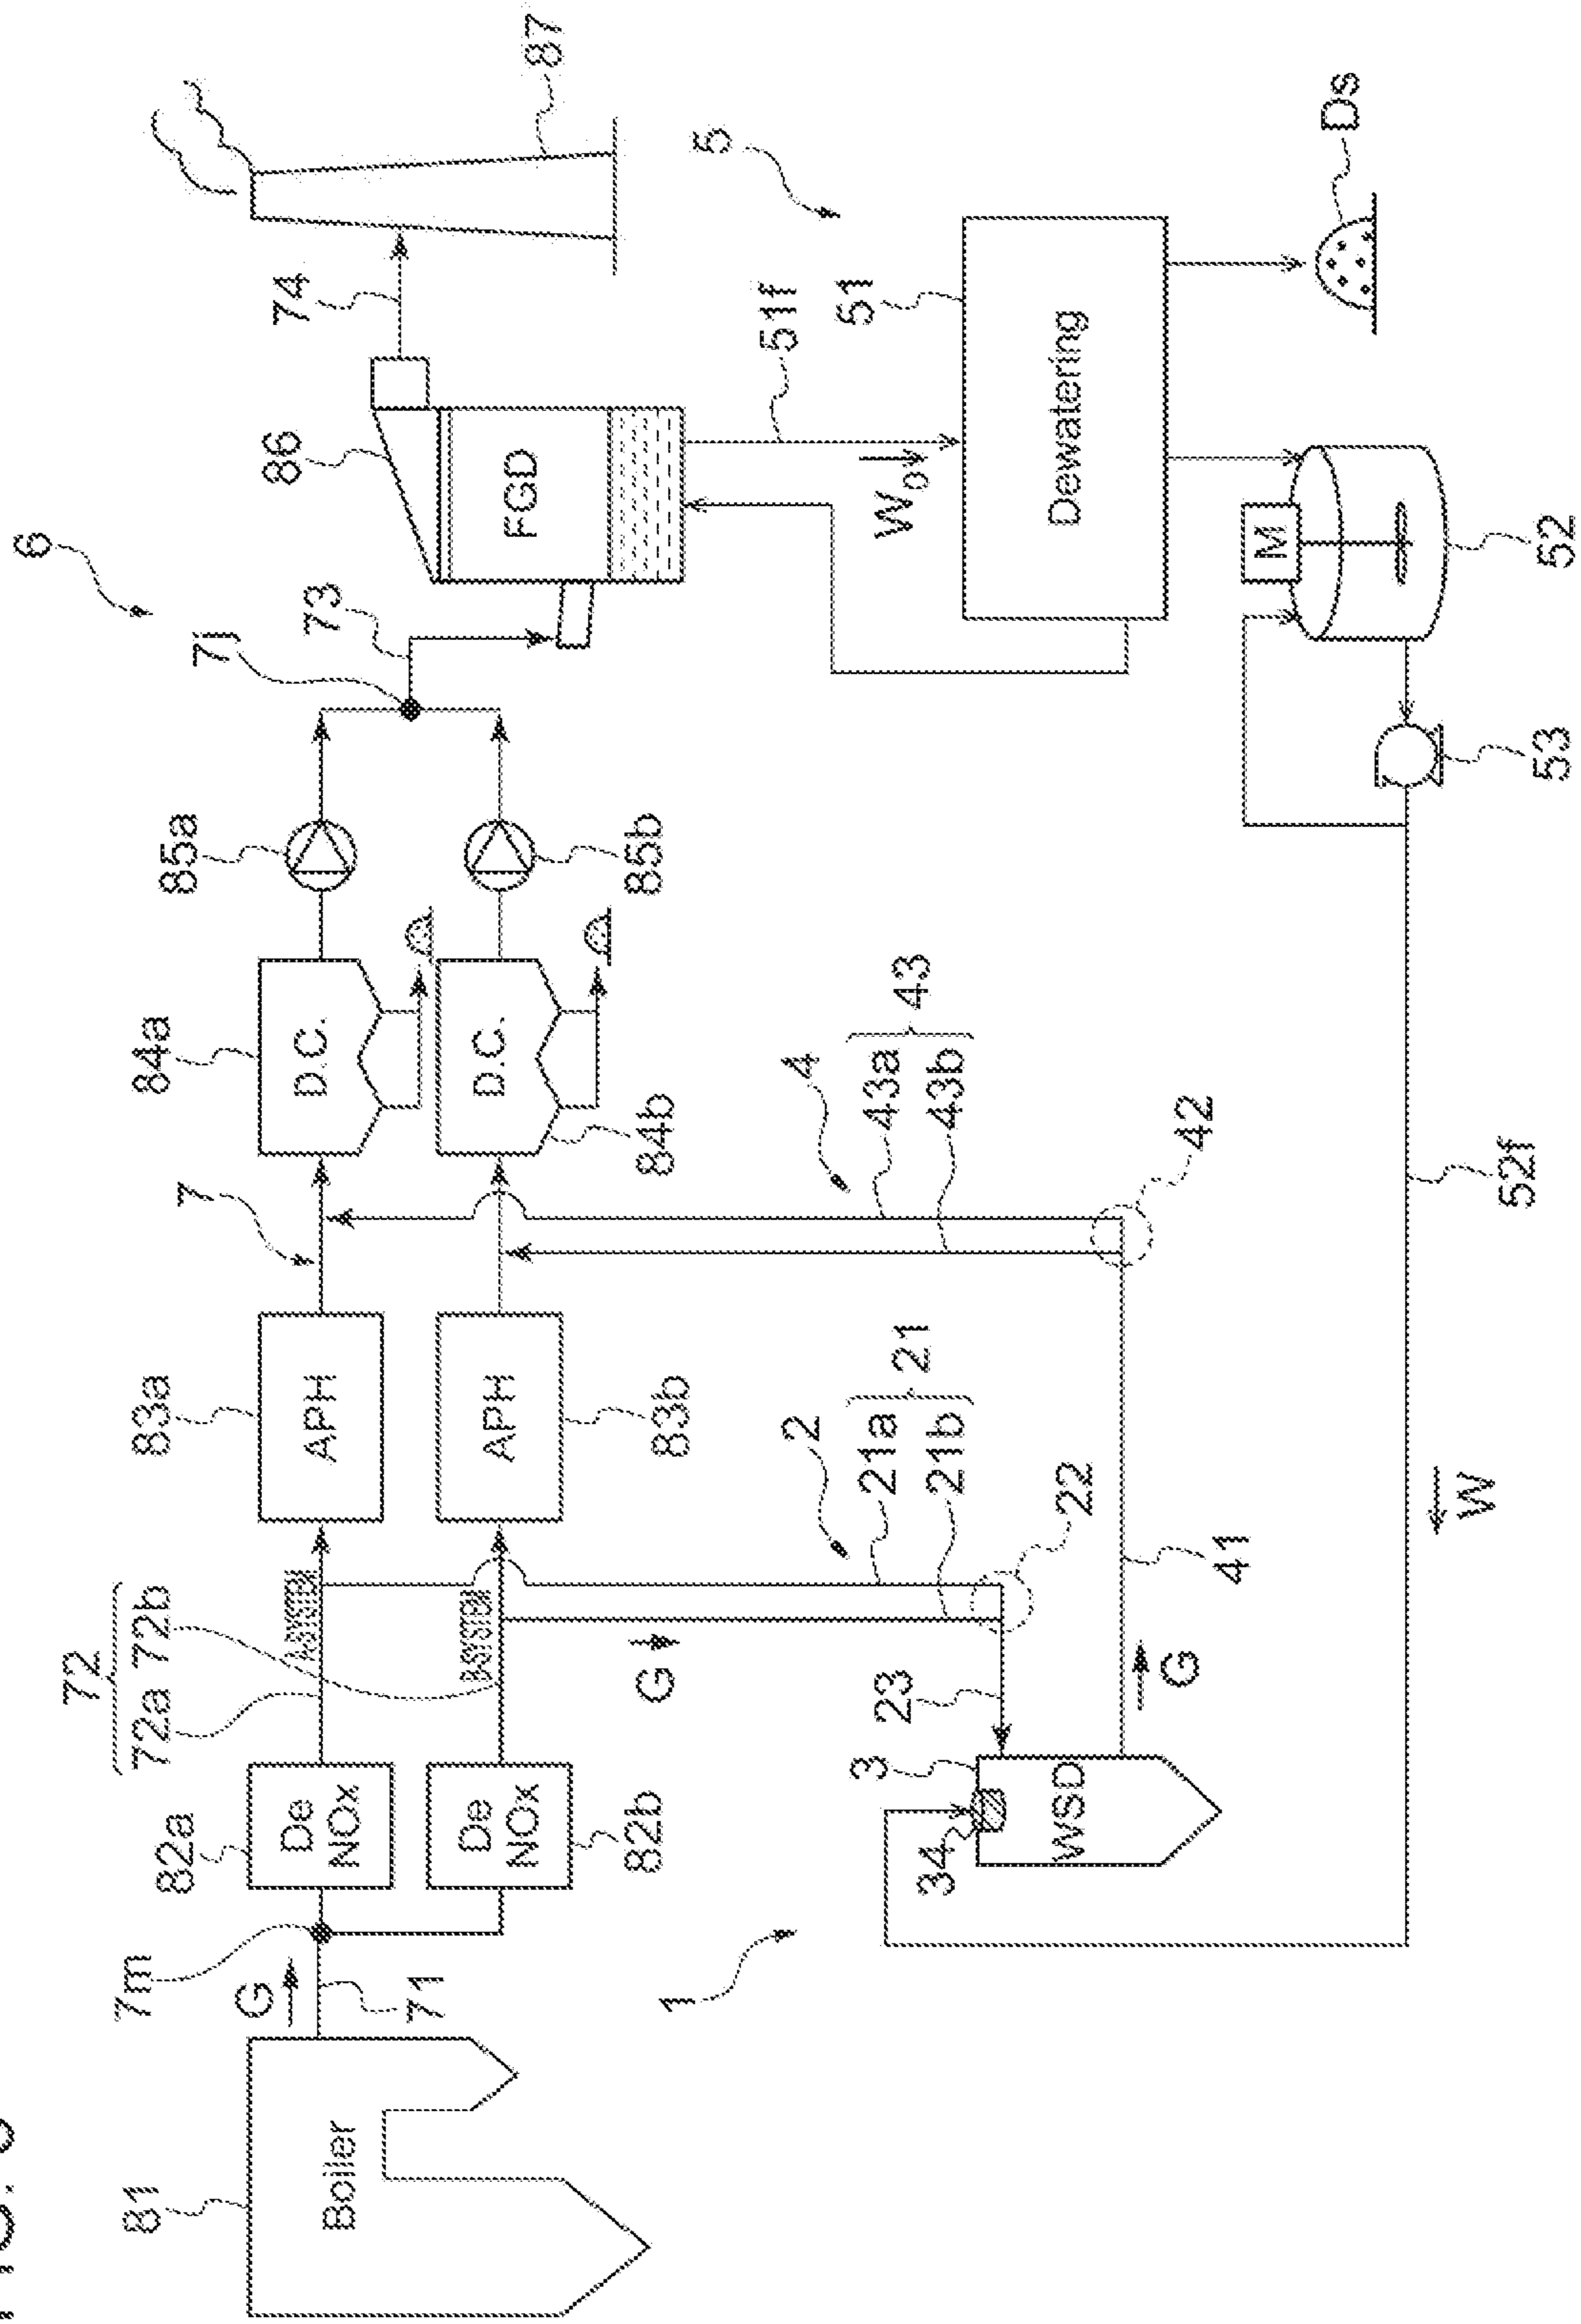 81
Boiler
7m
G
71
82a
De
NOx
82b
De
NOx
72
72a 72b
A-SYSTEM
B-SYSTEM
83a
APH
83b
APH
7
84a
D.C.
84b
D.C.
85a
85b
7j
73
6
86
FGD
74
87
5
51f
W0
51
Dewatering
Ds
M
52
53
52f
W
1
3
34
WSD
23
G
G
2
21a
21b
21
22
41
4
43a
43b
43
42